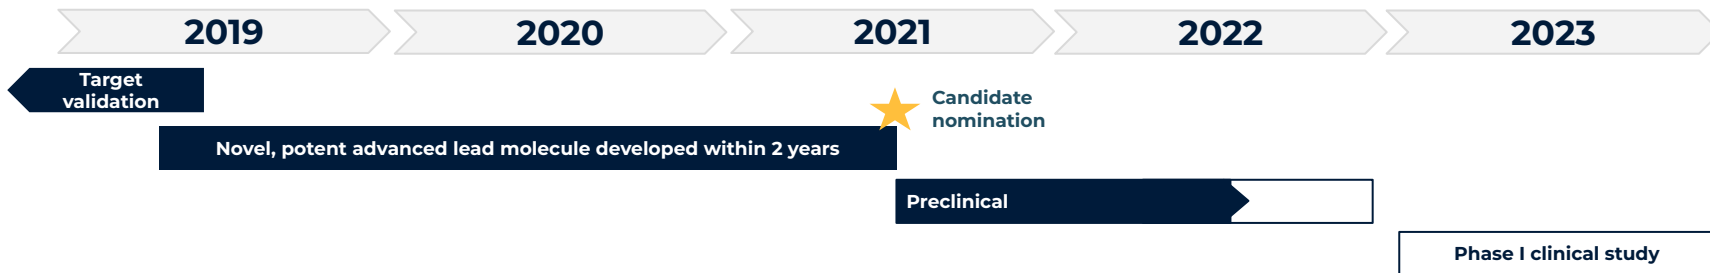 2019
2020
2021
2022
2023
Target
validation
Candidate
nomination
Novel, potent advanced lead molecule developed within 2 years
Preclinical
Phase I clinical study